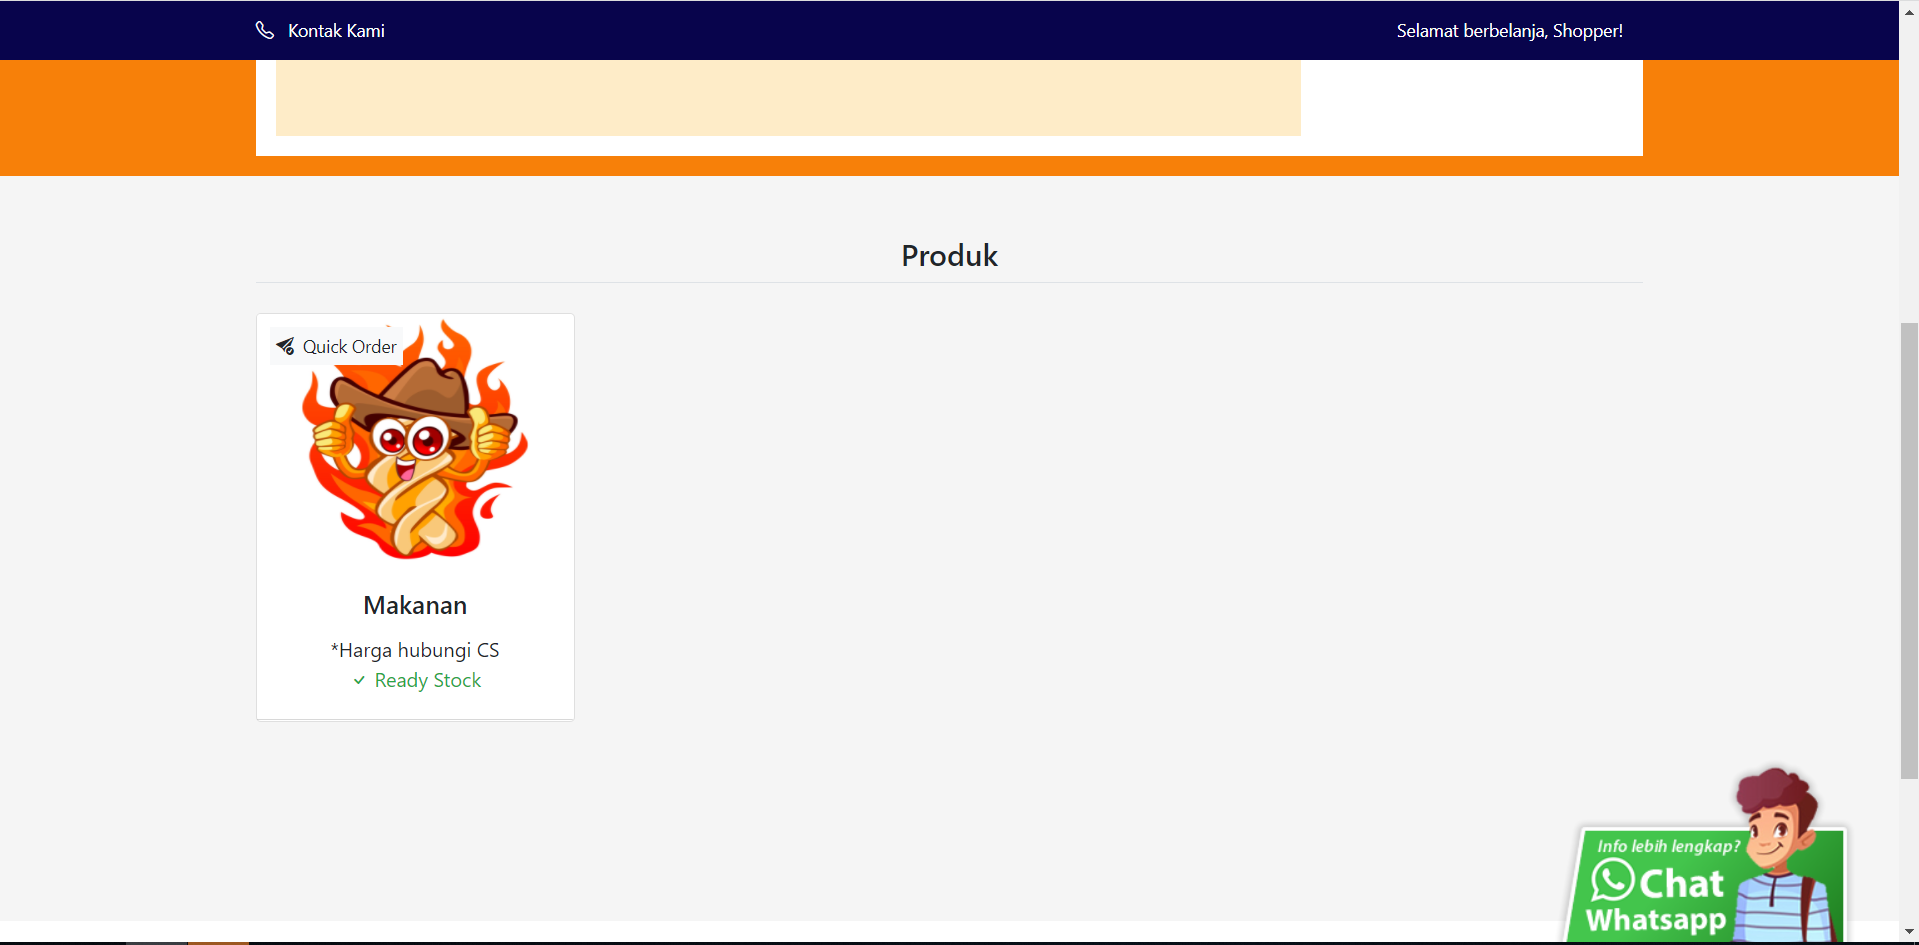 Kontak Kami
Selamat berbelanja, Shopper!
Produk
Quick Order
Makanan
*Harga hubungi CS
Ready Stock
Info lebih lengkap?
Chat
Whatsapp